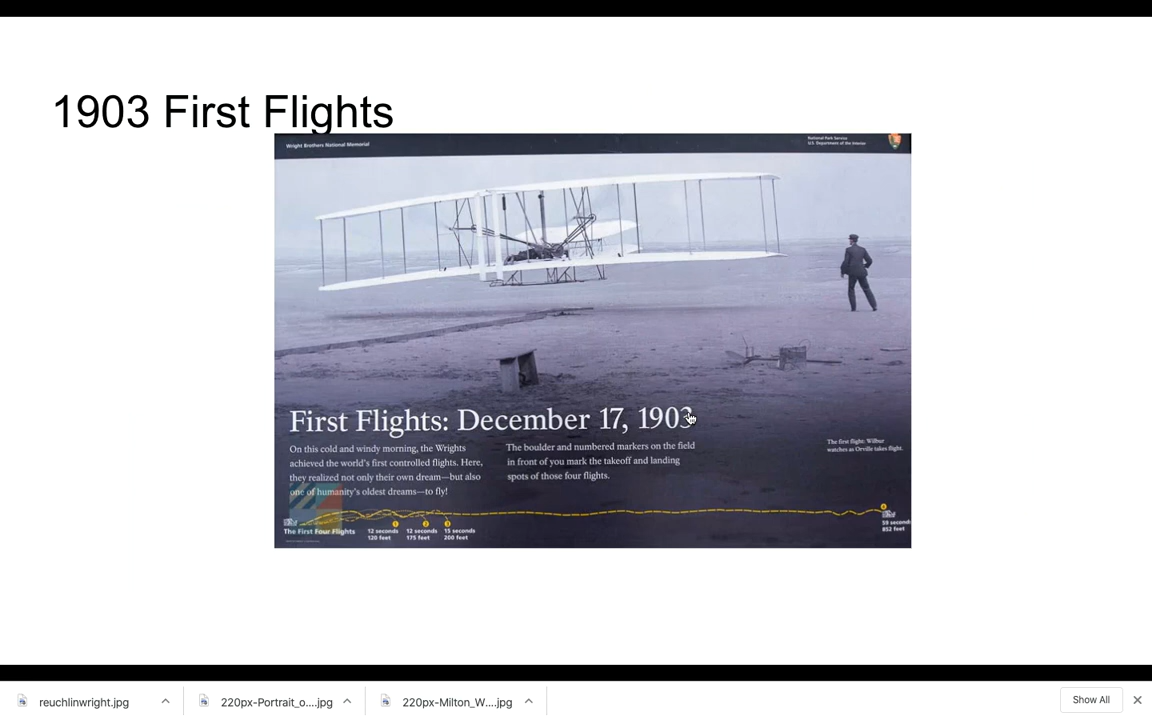 1903 First Flights
Wright Brothers National Memorial
National Park Service
U.S. Department of the Interior
First Flights: December 17, 1903
On this cold and windy morning, the Wrights
achieved the world's first controlled flights. Here,
they realized not only their own dream—but also
one of humanity's oldest dreams—to fly!
The boulder and numbered markers on the field
in front of you mark the takeoff and landing
spots of those four flights.
The first flight: Wilbur
watches as Orville takes flight.
The First Four Flights
1
12 seconds
120 feet
2
12 seconds
175 feet
3
15 seconds
200 feet
4
59 seconds
852 feet
reuchlinwright.jpg
220px-Portrait_o....jpg
220px-Milton_W....jpg
Show All